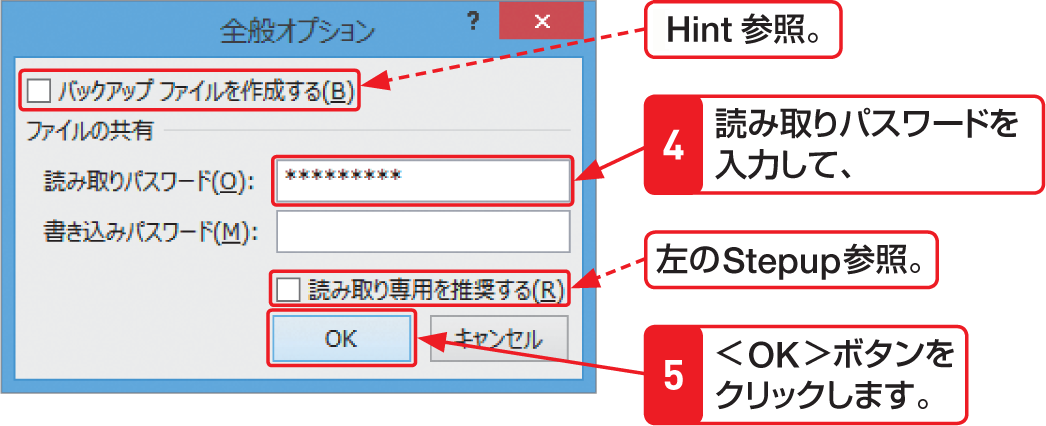 全般オプション
?
×
Hint 参照。
バックアップ ファイルを作成する(B)
ファイルの共有
読み取りパスワード(O):
*********
4
読み取りパスワードを
入力して、
書き込みパスワード(M):
左のStepup参照。
読み取り専用を推奨する(R)
OK
キャンセル
5
＜OK＞ボタンを
クリックします。